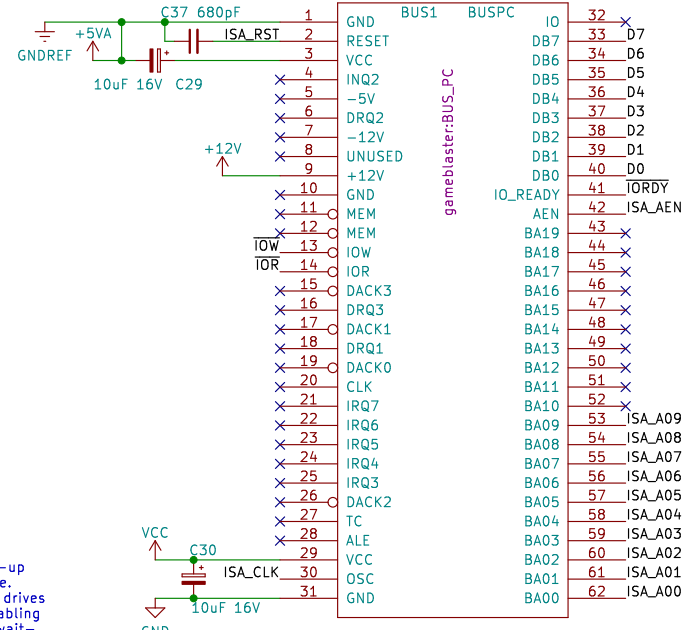 C37 680pF
BUS1 BUSPC
1 GND IO 32
+5VA ISA_RST 2 RESET DB7 33 D7
GNDREF 3 VCC DB6 34 D6
10uF 16V C29 4 INQ2 DB5 35 D5
5 -5V DB4 36 D4
6 DRQ2 DB3 37 D3
7 -12V DB2 38 D2
+12V 8 UNUSED DB1 39 D1
9 +12V DB0 40 D0
10 GND IO_READY 41 IORDY
11 MEM AEN 42 ISA_AEN
12 MEM BA19 43
IOW 13 IOW BA18 44
IOR 14 IOR BA17 45
15 DACK3 BA16 46
16 DRQ3 BA15 47
17 DACK1 BA14 48
18 DRQ1 BA13 49
19 DACK0 BA12 50
20 CLK BA11 51
21 IRQ7 BA10 52
22 IRQ6 BA09 53 ISA_A09
23 IRQ5 BA08 54 ISA_A08
24 IRQ4 BA07 55 ISA_A07
25 IRQ3 BA06 56 ISA_A06
26 DACK2 BA05 57 ISA_A05
27 TC BA04 58 ISA_A04
VCC 28 ALE BA03 59 ISA_A03
C30 29 VCC BA02 60 ISA_A02
ISA_CLK 30 OSC BA01 61 ISA_A01
10uF 16V 31 GND BA00 62 ISA_A00
gameblaster:BUS_PC
-up
e.
drives
abling
wait-
GND